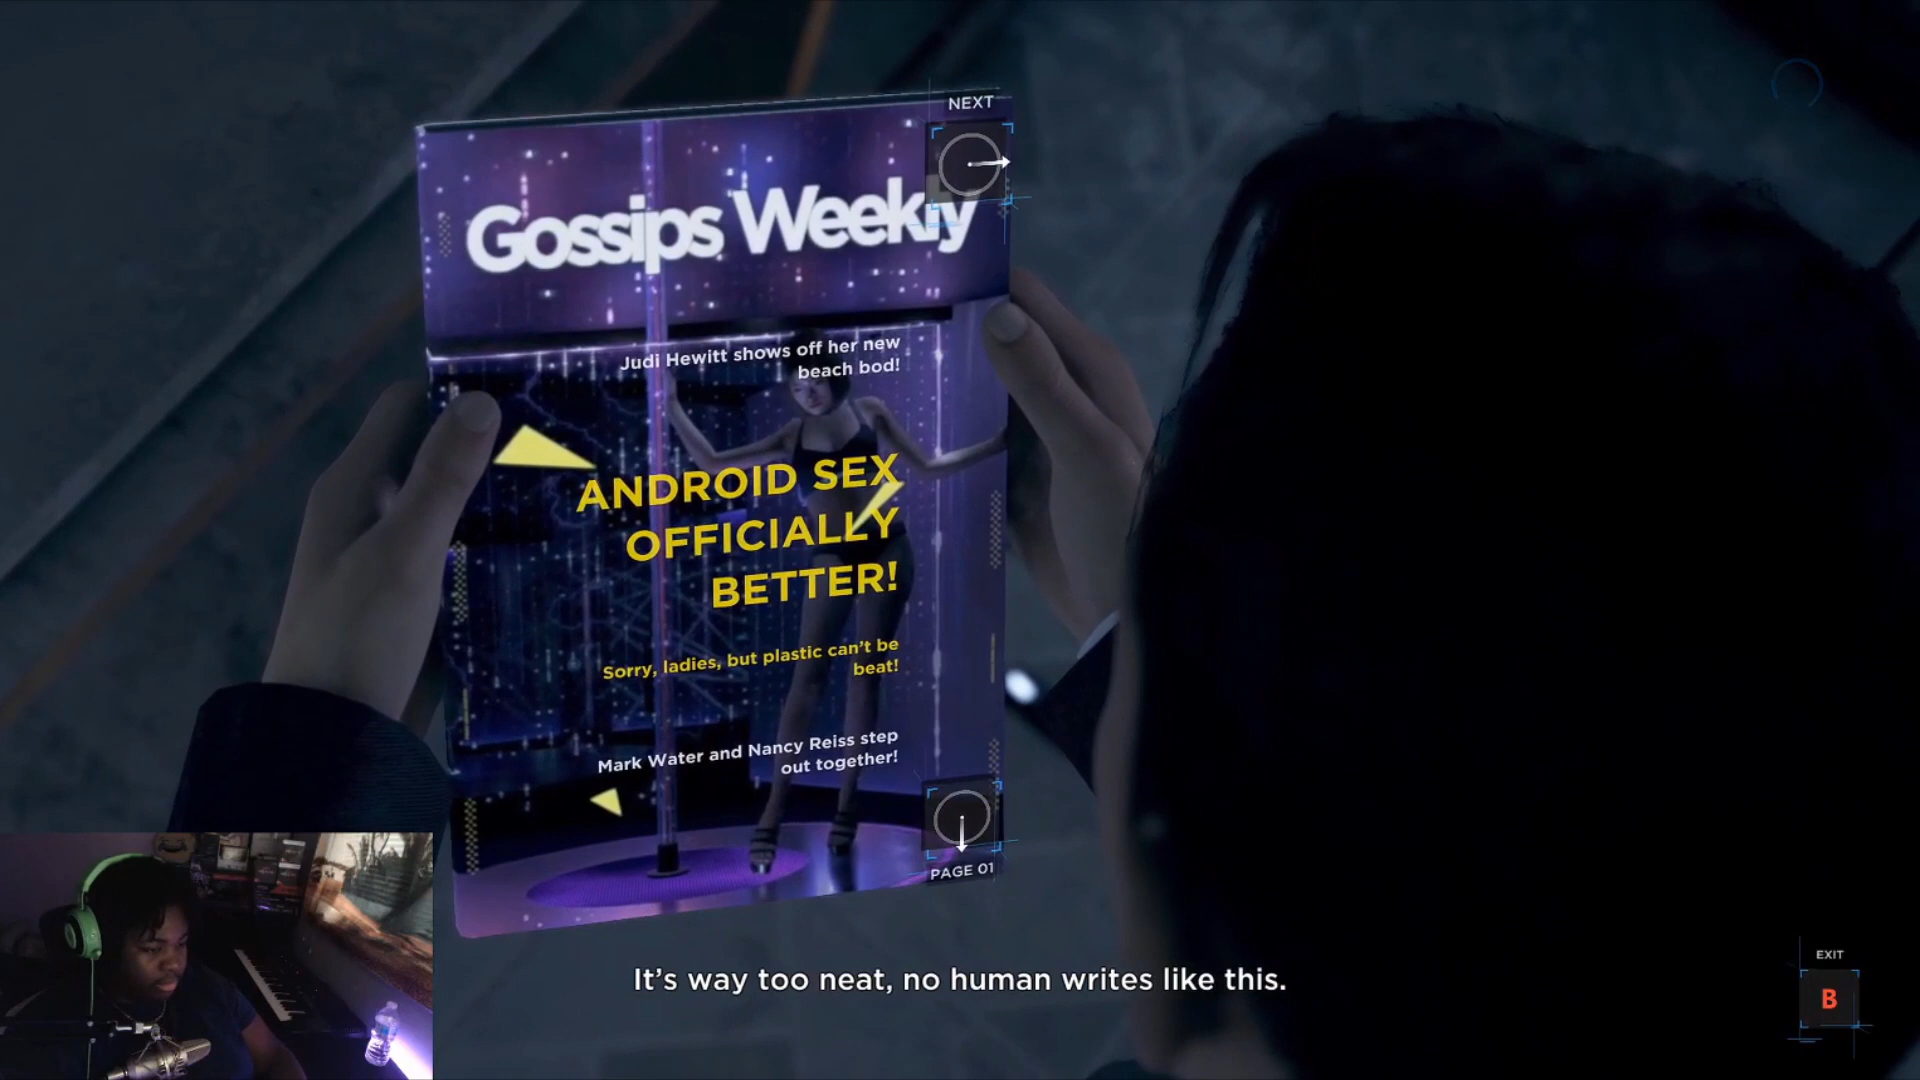 NEXT
Gossips Weekly
Judi Hewitt shows off her new
beach bod!
ANDROID SEX
OFFICIALLY
BETTER!
Sorry, ladies, but plastic can't be
beat!
Mark Water and Nancy Reiss step
out together!
PAGE 01
It's way too neat, no human writes like this.
EXIT
B